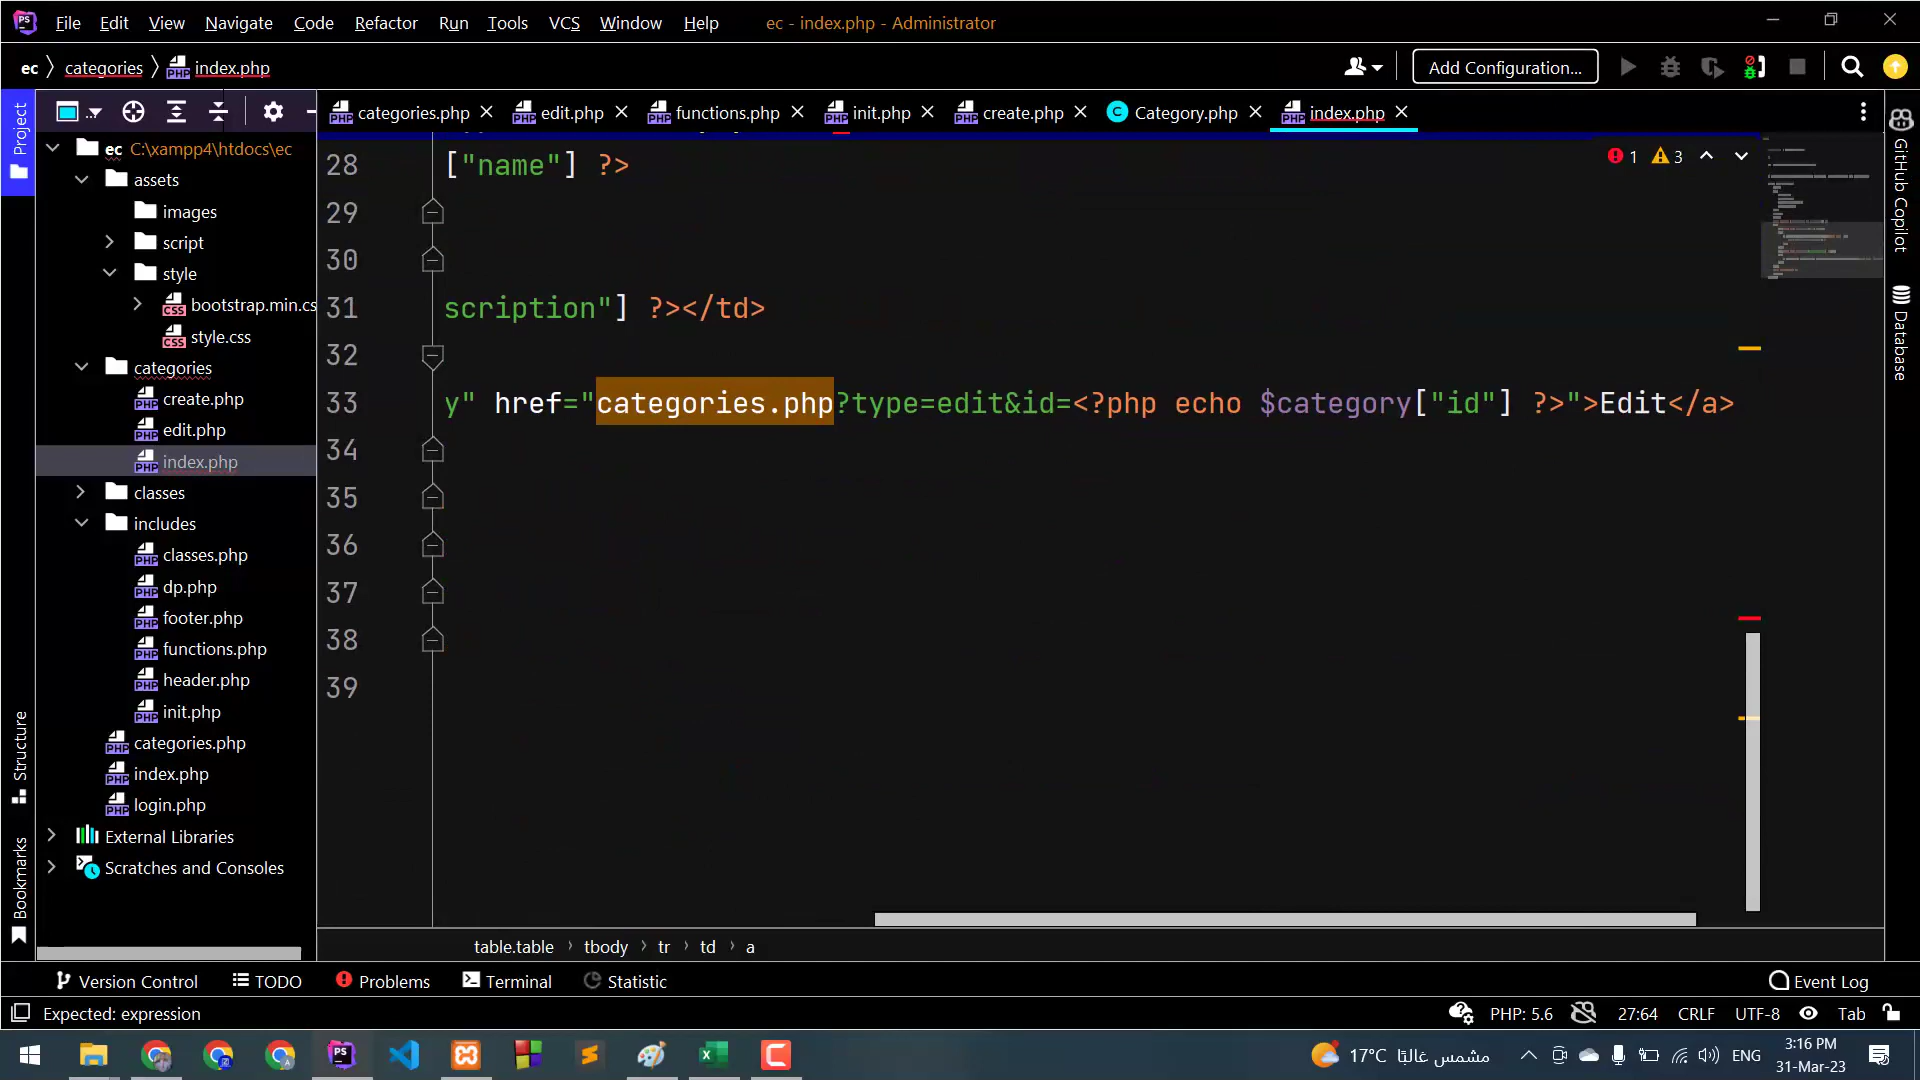 File Edit View Navigate Code Refactor Run Tools VCS Window Help ec - index.php - Administrator
ec categories index.php Add Configuration...
categories.php edit.php functions.php init.php create.php Category.php index.php
Project
ec C:\xampp4\htdocs\ec
assets
images
script
style
bootstrap.min.cs
style.css
categories
create.php
edit.php
index.php
classes
includes
classes.php
dp.php
footer.php
functions.php
header.php
init.php
categories.php
index.php
login.php
External Libraries
Scratches and Consoles
Structure
Bookmarks
1 3
28 ["name"] ?>
29
30
31 scription"] ?></td>
32
33 y" href="categories.php?type=edit&id=<?php echo $category["id"] ?>">Edit</a>
34
35
36
37
38
39
GitHub Copilot
Database
table.table tbody tr td a
Version Control TODO Problems Terminal Statistic Event Log
Expected: expression PHP: 5.6 27:64 CRLF UTF-8 Tab
17°C مشمس غالبًا ENG 3:16 PM
31-Mar-23